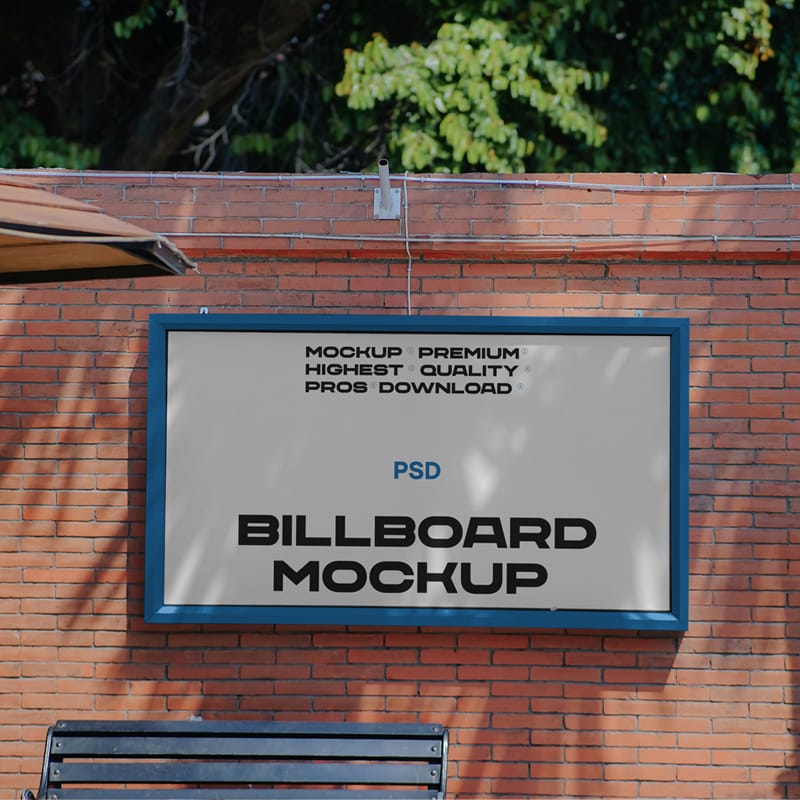 MOCKUP PREMIUM
HIGHEST QUALITY
PROS DOWNLOAD
PSD
BILLBOARD
MOCKUP